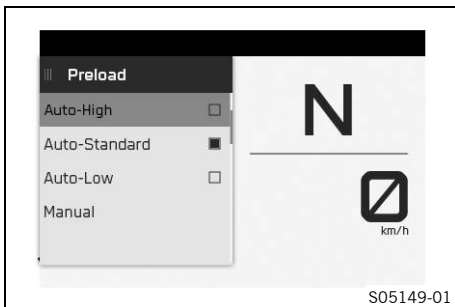 Preload
Auto-High
Auto-Standard
Auto-Low
Manual
N
0
km/h
S05149-01